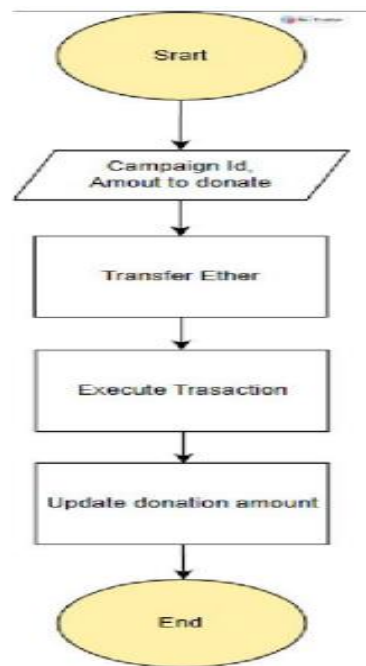 Srart
Campaign Id,
Amout to donate
Transfer Ether
Execute Trasaction
Update donation amount
End